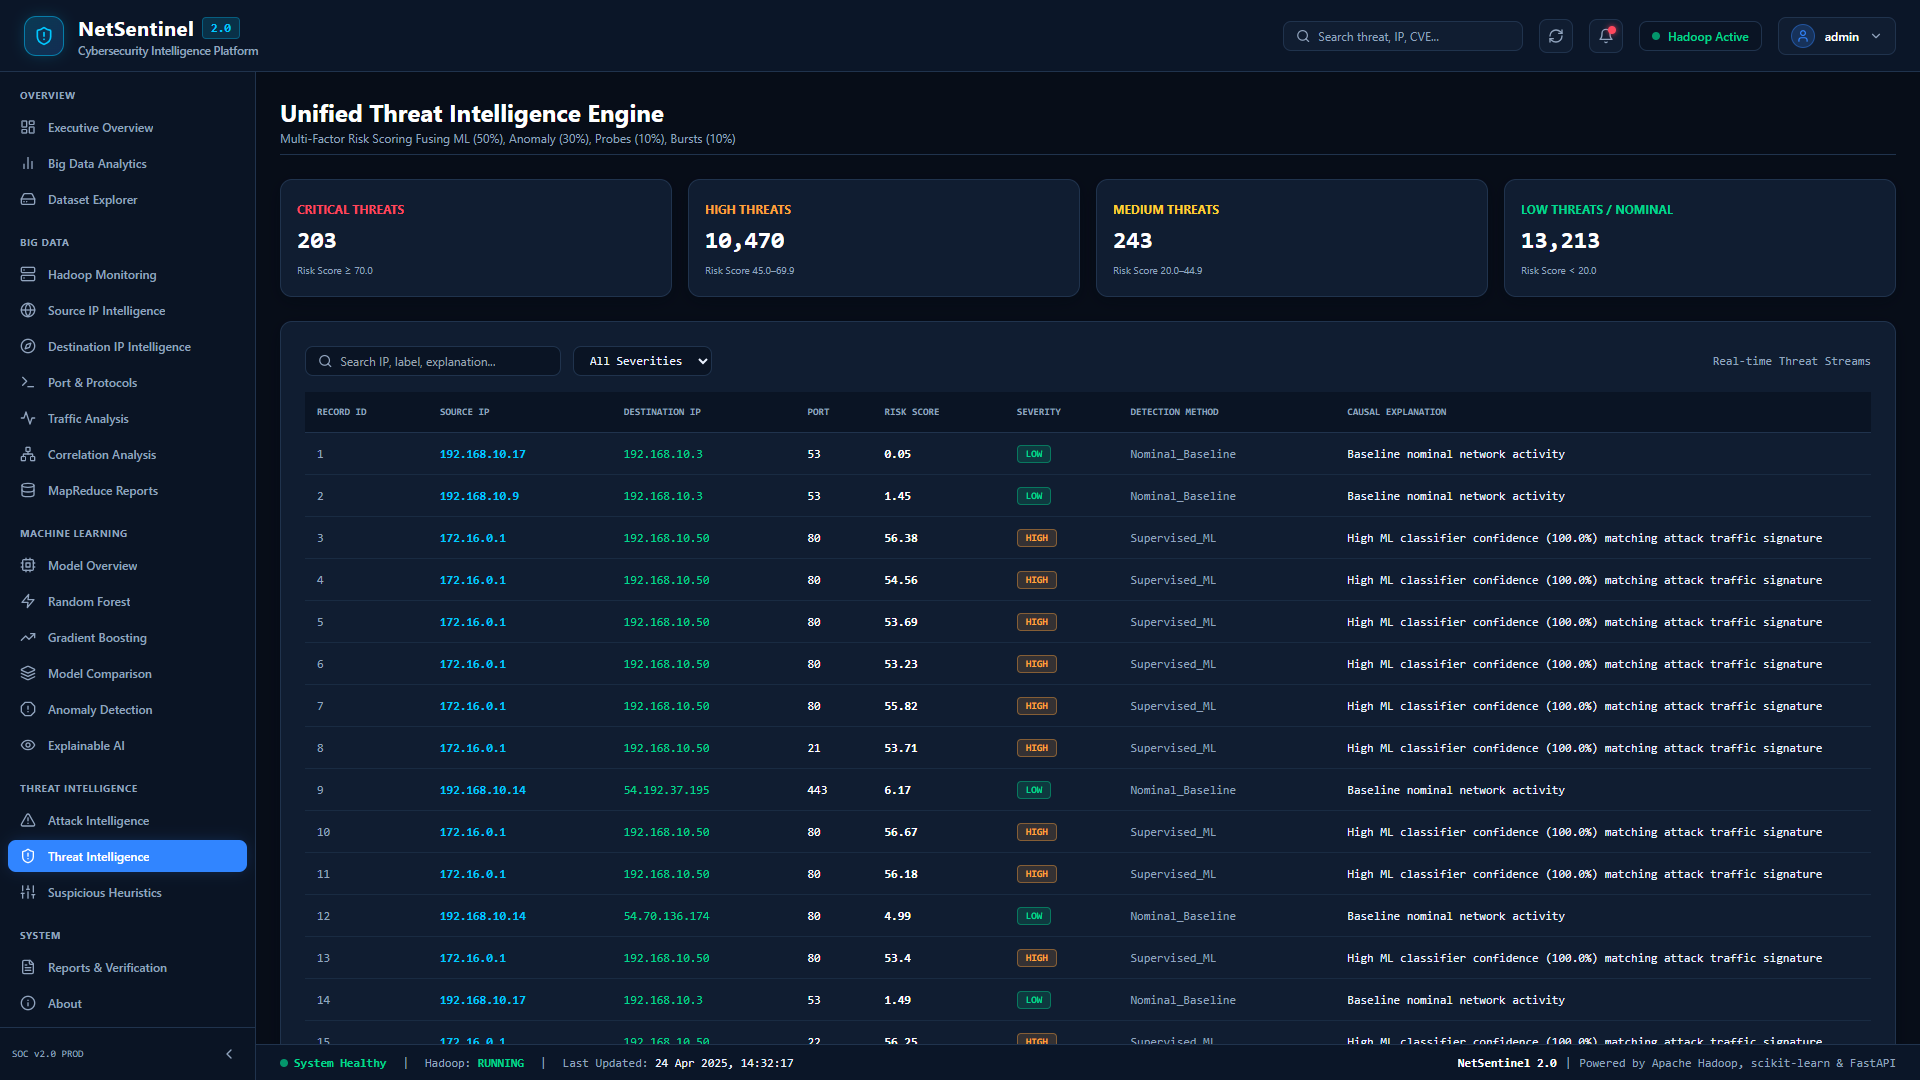 NetSentinel 2.0
Cybersecurity Intelligence Platform
Search threat, IP, CVE...
Hadoop Active
admin
OVERVIEW
Executive Overview
Big Data Analytics
Dataset Explorer
BIG DATA
Hadoop Monitoring
Source IP Intelligence
Destination IP Intelligence
Port & Protocols
Traffic Analysis
Correlation Analysis
MapReduce Reports
MACHINE LEARNING
Model Overview
Random Forest
Gradient Boosting
Model Comparison
Anomaly Detection
Explainable AI
THREAT INTELLIGENCE
Attack Intelligence
Threat Intelligence
Suspicious Heuristics
SYSTEM
Reports & Verification
About
SOC v2.0 PROD
Unified Threat Intelligence Engine
Multi-Factor Risk Scoring Fusing ML (50%), Anomaly (30%), Probes (10%), Bursts (10%)
CRITICAL THREATS
203
Risk Score ≥ 70.0
HIGH THREATS
10,470
Risk Score 45.0–69.9
MEDIUM THREATS
243
Risk Score 20.0–44.9
LOW THREATS / NOMINAL
13,213
Risk Score < 20.0
Search IP, label, explanation...
All Severities
Real-time Threat Streams
RECORD ID SOURCE IP DESTINATION IP PORT RISK SCORE SEVERITY DETECTION METHOD CAUSAL EXPLANATION
1 192.168.10.17 192.168.10.3 53 0.05 LOW Nominal_Baseline Baseline nominal network activity
2 192.168.10.9 192.168.10.3 53 1.45 LOW Nominal_Baseline Baseline nominal network activity
3 172.16.0.1 192.168.10.50 80 56.38 HIGH Supervised_ML High ML classifier confidence (100.0%) matching attack traffic signature
4 172.16.0.1 192.168.10.50 80 54.56 HIGH Supervised_ML High ML classifier confidence (100.0%) matching attack traffic signature
5 172.16.0.1 192.168.10.50 80 53.69 HIGH Supervised_ML High ML classifier confidence (100.0%) matching attack traffic signature
6 172.16.0.1 192.168.10.50 80 53.23 HIGH Supervised_ML High ML classifier confidence (100.0%) matching attack traffic signature
7 172.16.0.1 192.168.10.50 80 55.82 HIGH Supervised_ML High ML classifier confidence (100.0%) matching attack traffic signature
8 172.16.0.1 192.168.10.50 21 53.71 HIGH Supervised_ML High ML classifier confidence (100.0%) matching attack traffic signature
9 192.168.10.14 54.192.37.195 443 6.17 LOW Nominal_Baseline Baseline nominal network activity
10 172.16.0.1 192.168.10.50 80 56.67 HIGH Supervised_ML High ML classifier confidence (100.0%) matching attack traffic signature
11 172.16.0.1 192.168.10.50 80 56.18 HIGH Supervised_ML High ML classifier confidence (100.0%) matching attack traffic signature
12 192.168.10.14 54.70.136.174 80 4.99 LOW Nominal_Baseline Baseline nominal network activity
13 172.16.0.1 192.168.10.50 80 53.4 HIGH Supervised_ML High ML classifier confidence (100.0%) matching attack traffic signature
14 192.168.10.17 192.168.10.3 53 1.49 LOW Nominal_Baseline Baseline nominal network activity
15 172.16.0.1 192.168.10.50 22 56.25 HIGH Supervised_ML High ML classifier confidence (100.0%) matching attack traffic signature
System Healthy | Hadoop: RUNNING | Last Updated: 24 Apr 2025, 14:32:17
NetSentinel 2.0 | Powered by Apache Hadoop, scikit-learn & FastAPI